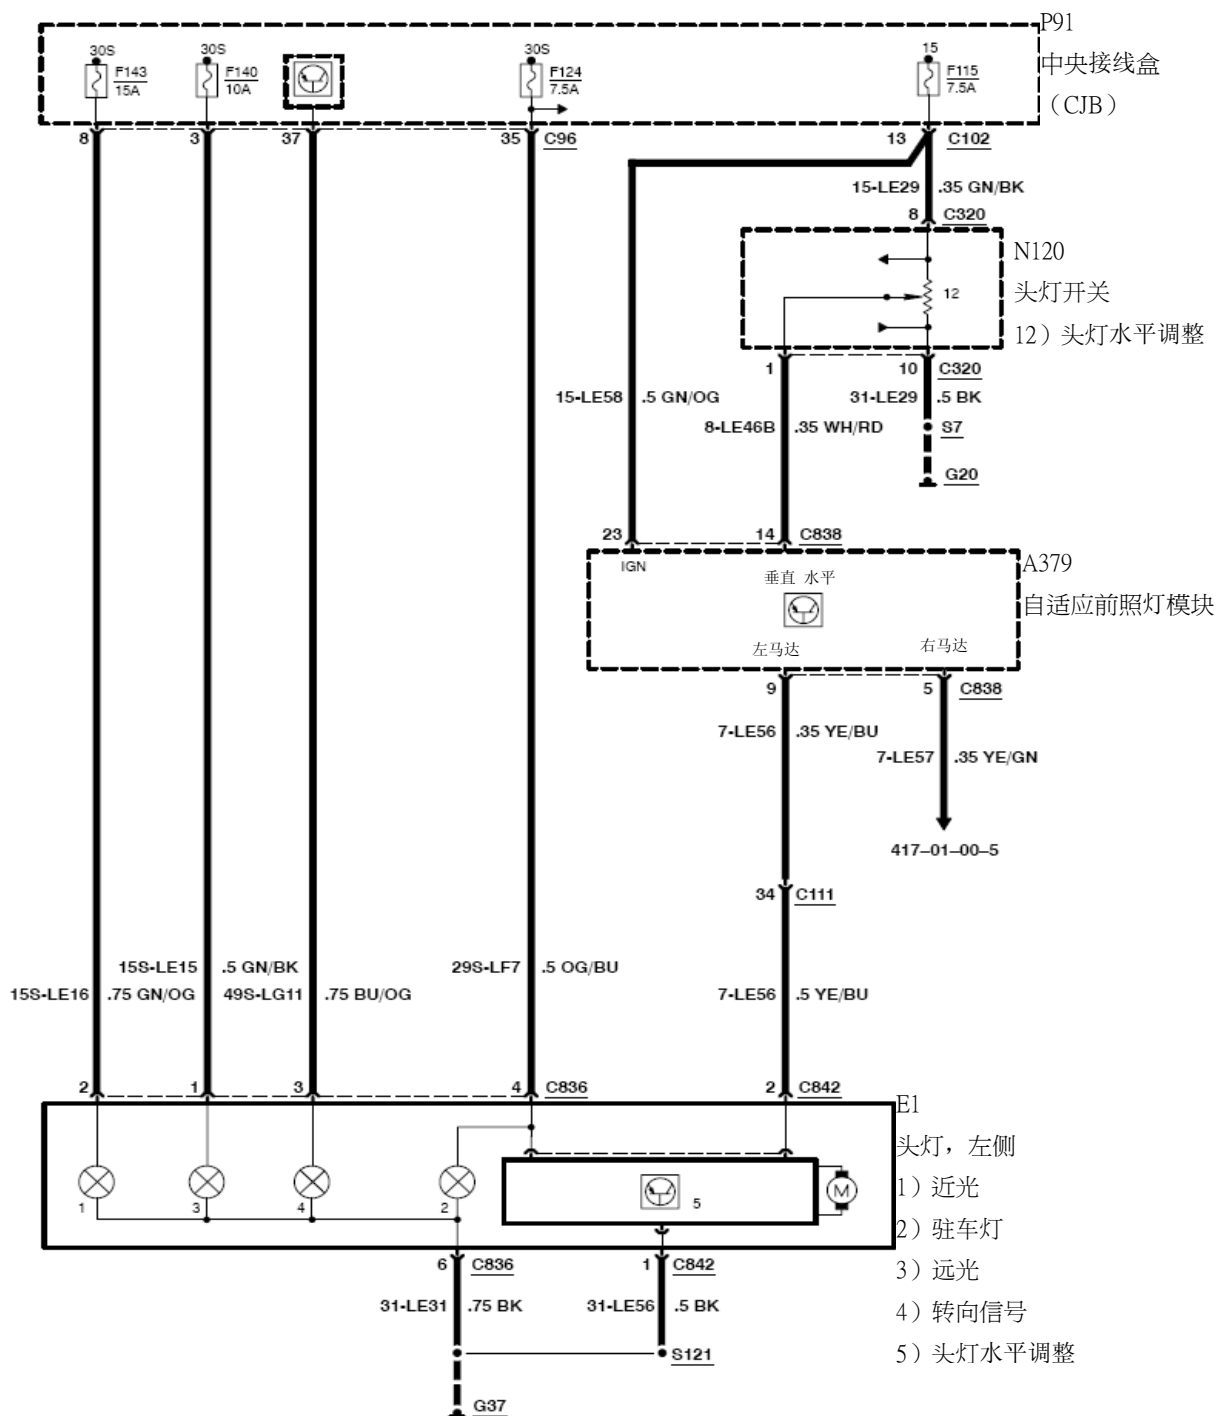 P91
中央接线盒
（CJB）
30S
F143
15A
30S
F140
10A
30S
F124
7.5A
15
F115
7.5A
8
3
37
35 C96
13 C102
15-LE29 .35 GN/BK
8 C320
N120
头灯开关
12）头灯水平调整
12
1
10 C320
15-LE58 .5 GN/OG
31-LE29 .5 BK
8-LE46B .35 WH/RD
S7
G20
23
14 C838
IGN
垂直 水平
A379
自适应前照灯模块
左马达
右马达
9
5 C838
7-LE56 .35 YE/BU
7-LE57 .35 YE/GN
417–01–00–5
34 C111
15S-LE15 .5 GN/BK
29S-LF7 .5 OG/BU
15S-LE16 .75 GN/OG
49S-LG11 .75 BU/OG
7-LE56 .5 YE/BU
2
1
3
4 C836
2 C842
E1
头灯，左侧
1）近光
2）驻车灯
3）远光
4）转向信号
5）头灯水平调整
1
3
4
2
5
M
6 C836
1 C842
31-LE31 .75 BK
31-LE56 .5 BK
S121
G37